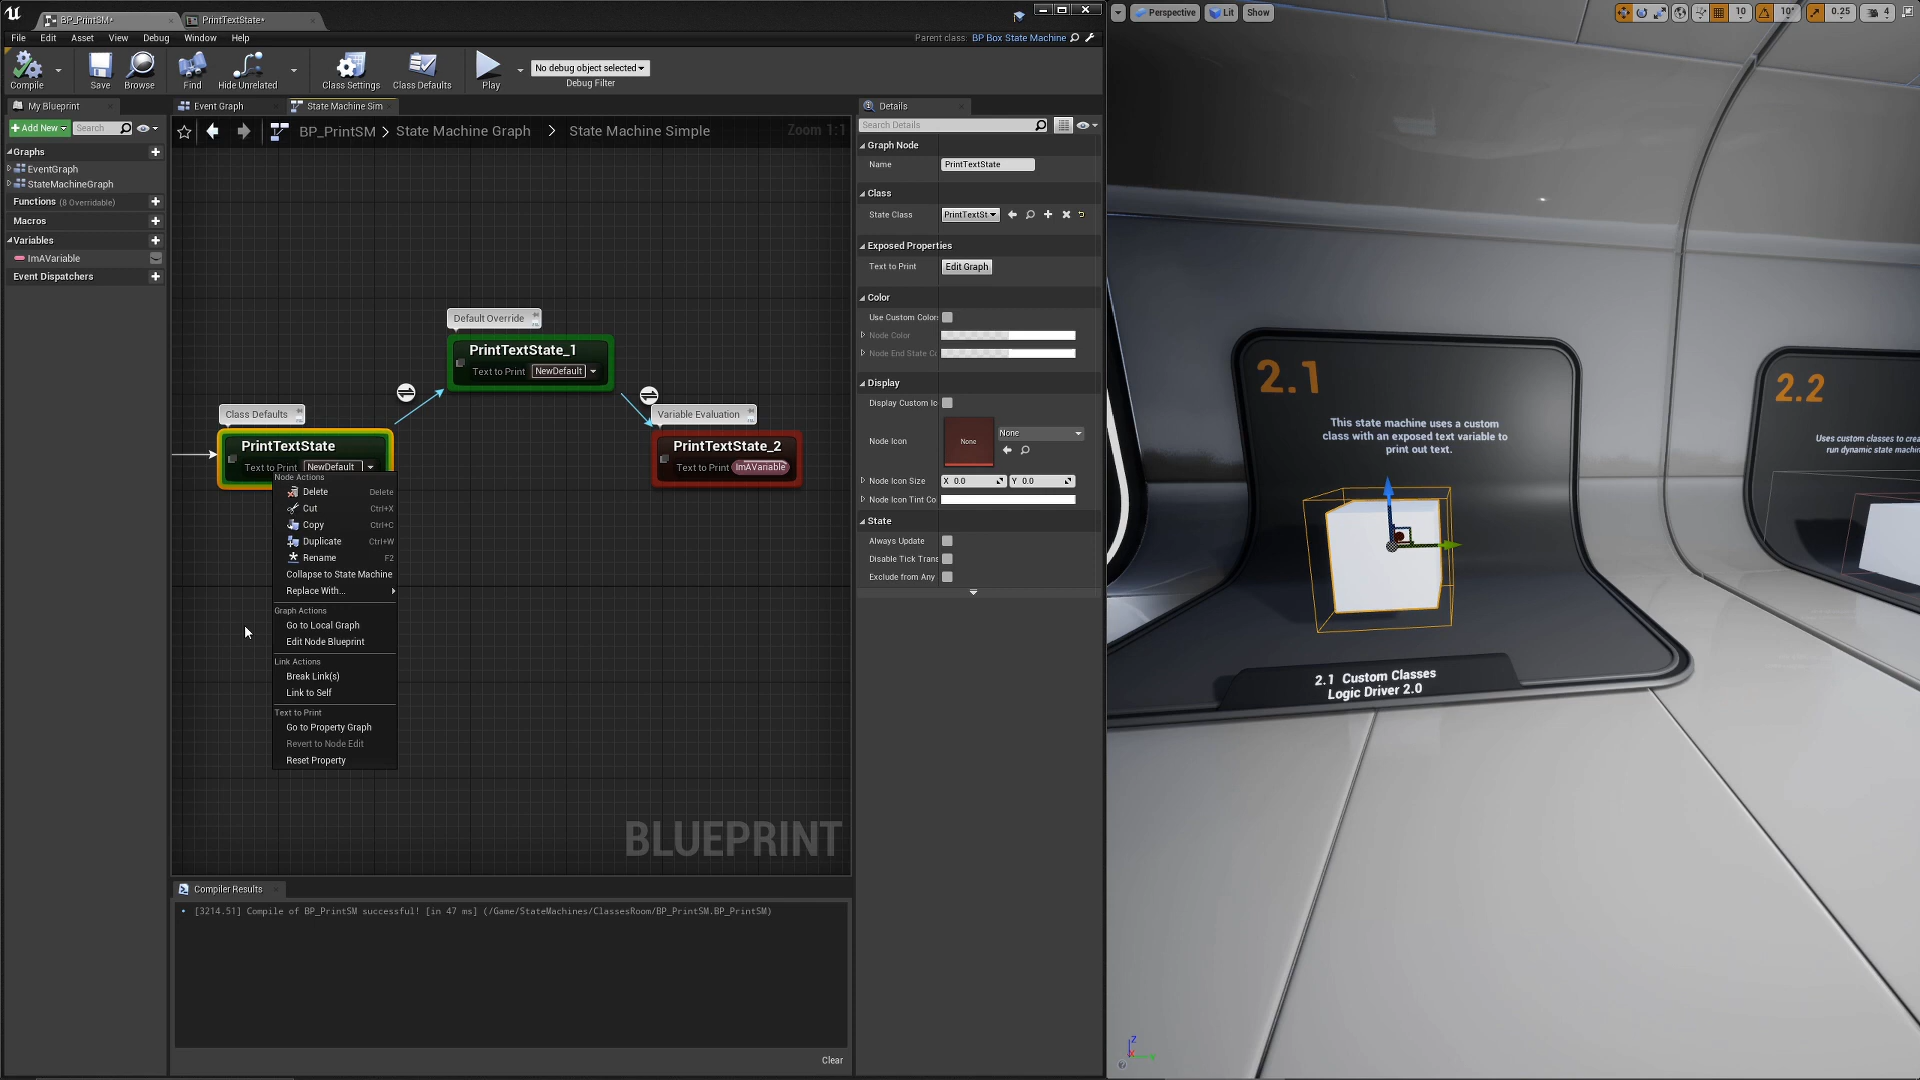 BP_PrintSM*
PrintTextState*
File Edit Asset View Debug Window Help
Parent class: BP Box State Machine
Compile
Save
Browse
Find
Hide Unrelated
Class Settings
Class Defaults
Play
No debug object selected
Debug Filter
My Blueprint
Add New
Search
Graphs
EventGraph
StateMachineGraph
Functions (8 Overridable)
Macros
Variables
ImAVariable
Event Dispatchers
Event Graph
State Machine Sim
BP_PrintSM > State Machine Graph > State Machine Simple
Zoom 1:1
Default Override
PrintTextState_1
Text to Print NewDefault
Class Defaults
PrintTextState
Text to Print NewDefault
Variable Evaluation
PrintTextState_2
Text to Print ImAVariable
Node Actions
Delete Delete
Cut Ctrl+X
Copy Ctrl+C
Duplicate Ctrl+W
Rename F2
Collapse to State Machine
Replace With...
Graph Actions
Go to Local Graph
Edit Node Blueprint
Link Actions
Break Link(s)
Link to Self
Text to Print
Go to Property Graph
Revert to Node Edit
Reset Property
BLUEPRINT
Compiler Results
[3214.51] Compile of BP_PrintSM successful! [in 47 ms] (/Game/StateMachines/ClassesRoom/BP_PrintSM.BP_PrintSM)
Clear
Details
Search Details
Graph Node
Name PrintTextState
Class
State Class PrintTextSt
Exposed Properties
Text to Print Edit Graph
Color
Use Custom Color
Node Color
Node End State C
Display
Display Custom Ic
Node Icon None None
Node Icon Size X 0.0 Y 0.0
Node Icon Tint Co
State
Always Update
Disable Tick Trans
Exclude from Any
Perspective Lit Show
10 10° 0.25 4
2.1
This state machine uses a custom
class with an exposed text variable to
print out text.
2.1 Custom Classes
Logic Driver 2.0
2.2
Uses custom classes to crea
run dynamic state machin
Z